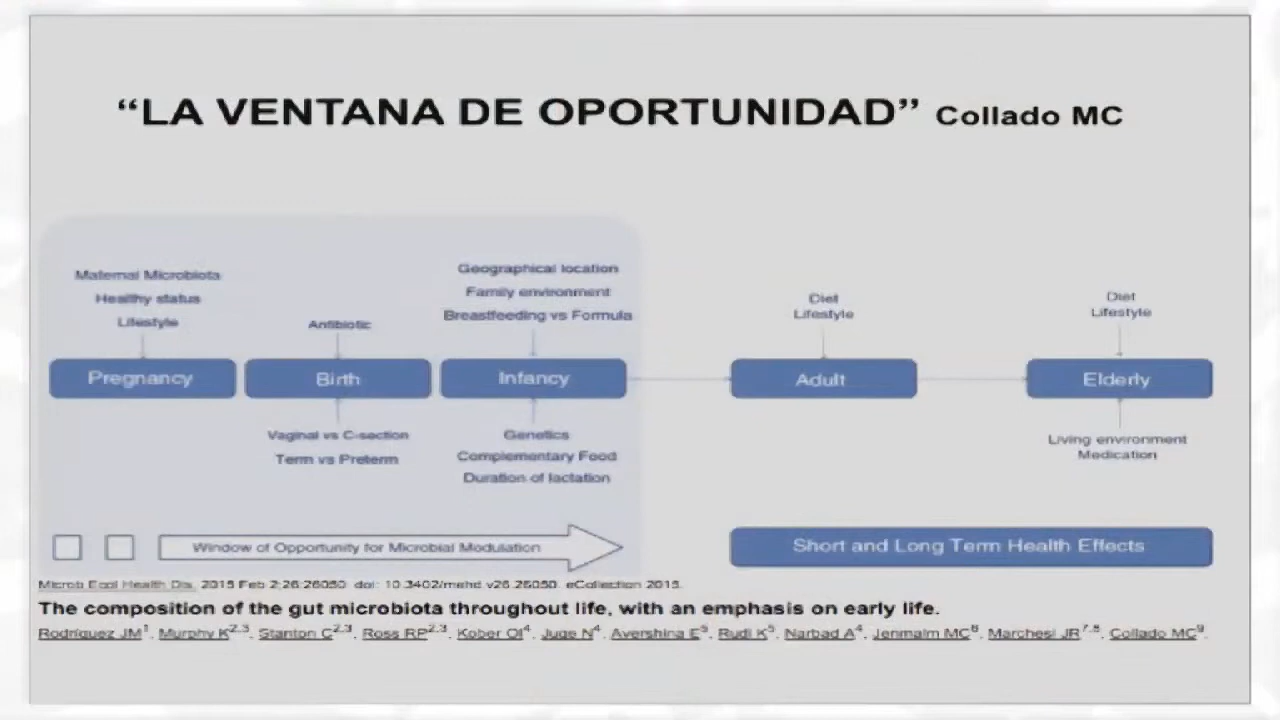 “LA VENTANA DE OPORTUNIDAD” Collado MC
Maternal Microbiota
Healthy status
Lifestyle
Pregnancy
Antibiotic
Birth
Vaginal vs C-section
Term vs Preterm
Geographical location
Family environment
Breastfeeding vs Formula
Infancy
Genetics
Complementary Food
Duration of lactation
Diet
Lifestyle
Adult
Diet
Lifestyle
Elderly
Living environment
Medication
Window of Opportunity for Microbial Modulation
Short and Long Term Health Effects
Microb Ecol Health Dis. 2015 Feb 2;26:26050. doi: 10.3402/mehd.v26.26050. eCollection 2015.
The composition of the gut microbiota throughout life, with an emphasis on early life.
Rodríguez JM1, Murphy K2,3, Stanton C2,3, Ross RP2,3, Kober OI4, Juge N4, Avershina E5, Rudi K5, Narbad A4, Jenmalm MC6, Marchesi JR7,8, Collado MC9.